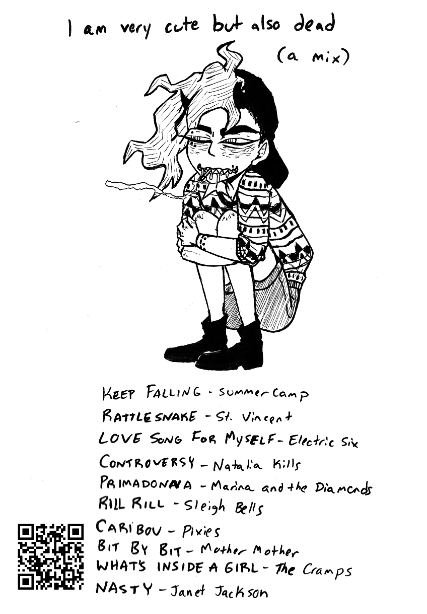 I am very cute but also dead
(a mix)
KEEP FALLING - Summer Camp
RATTLESNAKE - St. Vincent
LOVE SONG FOR MYSELF - Electric Six
CONTROVERSY - Natalia Kills
PRIMADONNA - Marina and the Diamonds
RILL RILL - Sleigh Bells
CARIBOU - Pixies
BIT BY BIT - Mother Mother
WHAT'S INSIDE A GIRL - The Cramps
NASTY - Janet Jackson